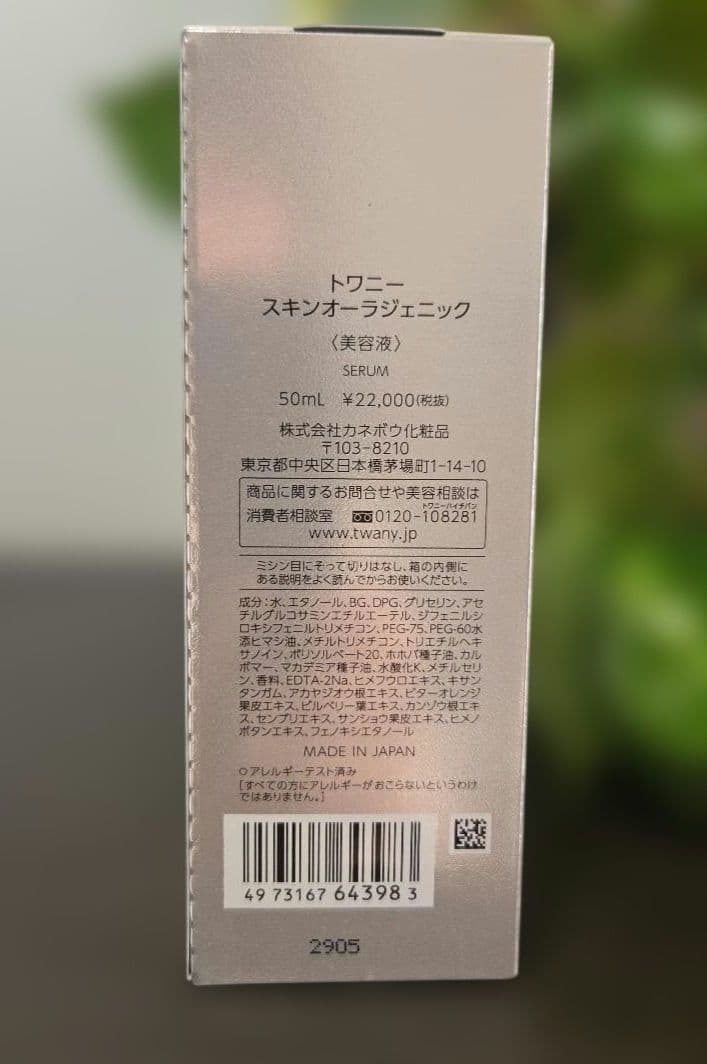 トワニー
スキンオーラジェニック
〈美容液〉
SERUM
50mL ¥22,000(税抜)
株式会社カネボウ化粧品
〒103-8210
東京都中央区日本橋茅場町1-14-10
商品に関するお問合せや美容相談は
トワニーハイチバン
消費者相談室 0120-108281
www.twany.jp
ミシン目にそって切りはなし、箱の内側に
ある説明をよく読んでからお使いください。
成分：水、エタノール、BG、DPG、グリセリン、アセ
チルグルコサミンエチルエーテル、ジフェニルシ
ロキシフェニルトリメチコン、PEG-75、PEG-60水
添ヒマシ油、メチルトリメチコン、トリエチルヘキ
サノイン、ポリソルベート20、ホホバ種子油、カル
ボマー、マカデミア種子油、水酸化K、メチルセリ
ン、香料、EDTA-2Na、ヒメフウロエキス、キサン
タンガム、アカヤジオウ根エキス、ビターオレンジ
果皮エキス、ビルベリー葉エキス、カンゾウ根エキ
ス、センブリエキス、サンショウ果皮エキス、ヒメノ
ボタンエキス、フェノキシエタノール
MADE IN JAPAN
○アレルギーテスト済み
[すべての方にアレルギーがおこらないというわけ
ではありません。]
49 73167 64398 3
2905